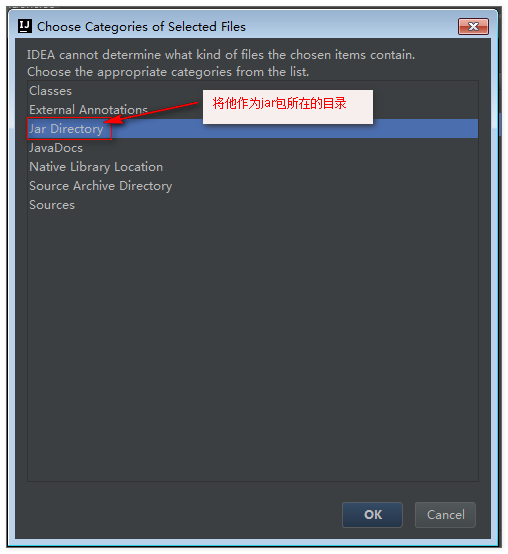 Choose Categories of Selected Files
IDEA cannot determine what kind of files the chosen items contain.
Choose the appropriate categories from the list.
Classes
External Annotations
将他作为jar包所在的目录
Jar Directory
JavaDocs
Native Library Location
Source Archive Directory
Sources
OK
Cancel